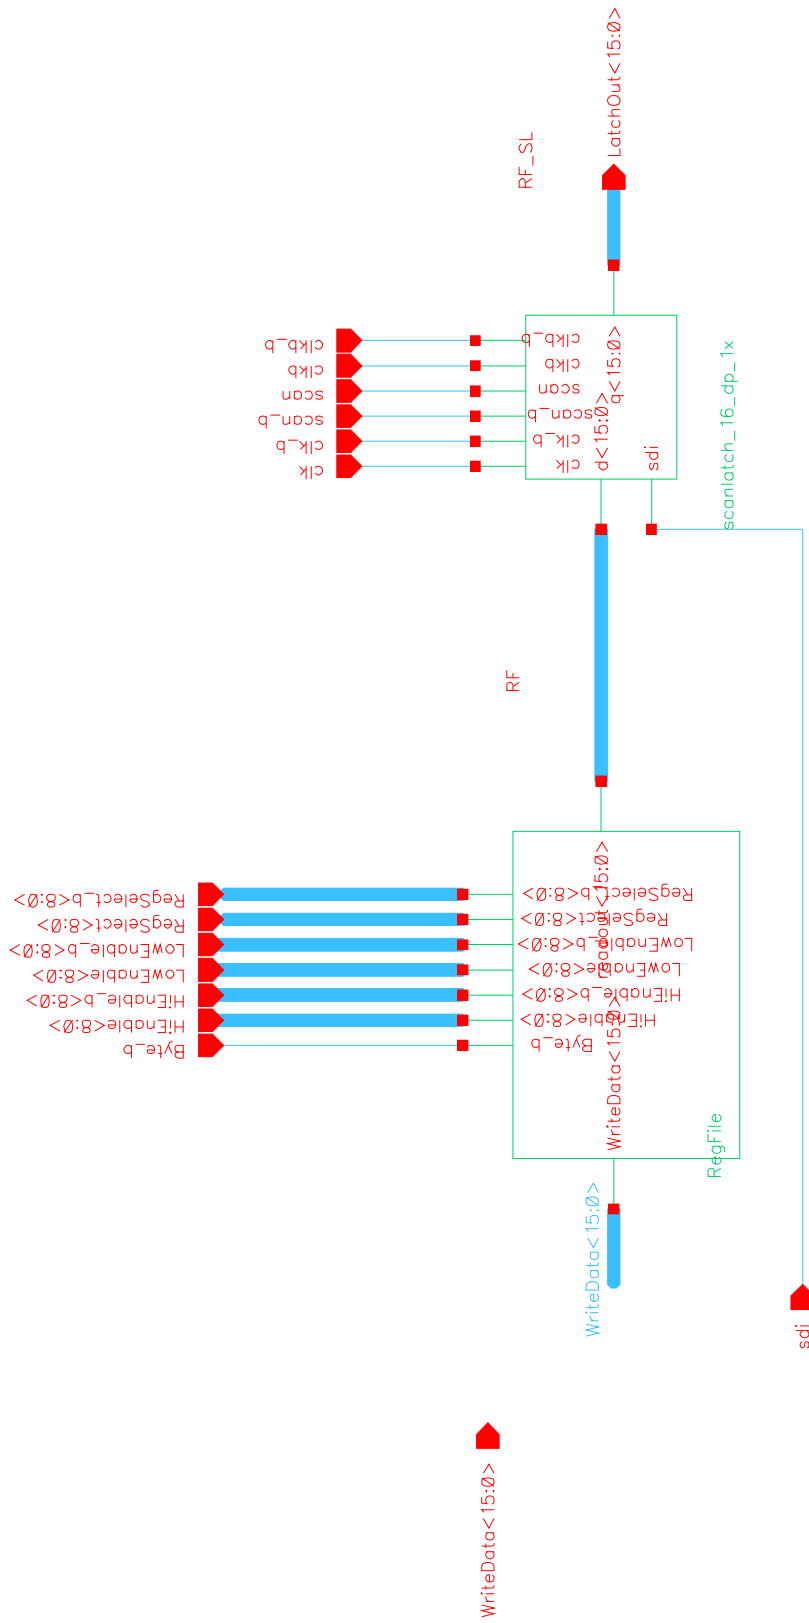 LatchOut<15:0>
RF_SL
clkb_b
clkb
scan
scan_b
clk_b
clk
clkb_b
clkb
scan
scan_b
clk_b
clk
q<15:0>
d<15:0>
sdi
scanlatch_16_dp_1x
RF
RegSelect_b<8:0>
RegSelect<8:0>
LowEnable_b<8:0>
LowEnable<8:0>
HiEnable_b<8:0>
HiEnable<8:0>
Byte_b
RegSelect_b<8:0>
RegSelect<8:0>
LowEnable_b<8:0>
LowEnable<8:0>
HiEnable_b<8:0>
HiEnable<8:0>
Byte_b
readout<15:0>
WriteData<15:0>
RegFile
WriteData<15:0>
sdi
WriteData<15:0>